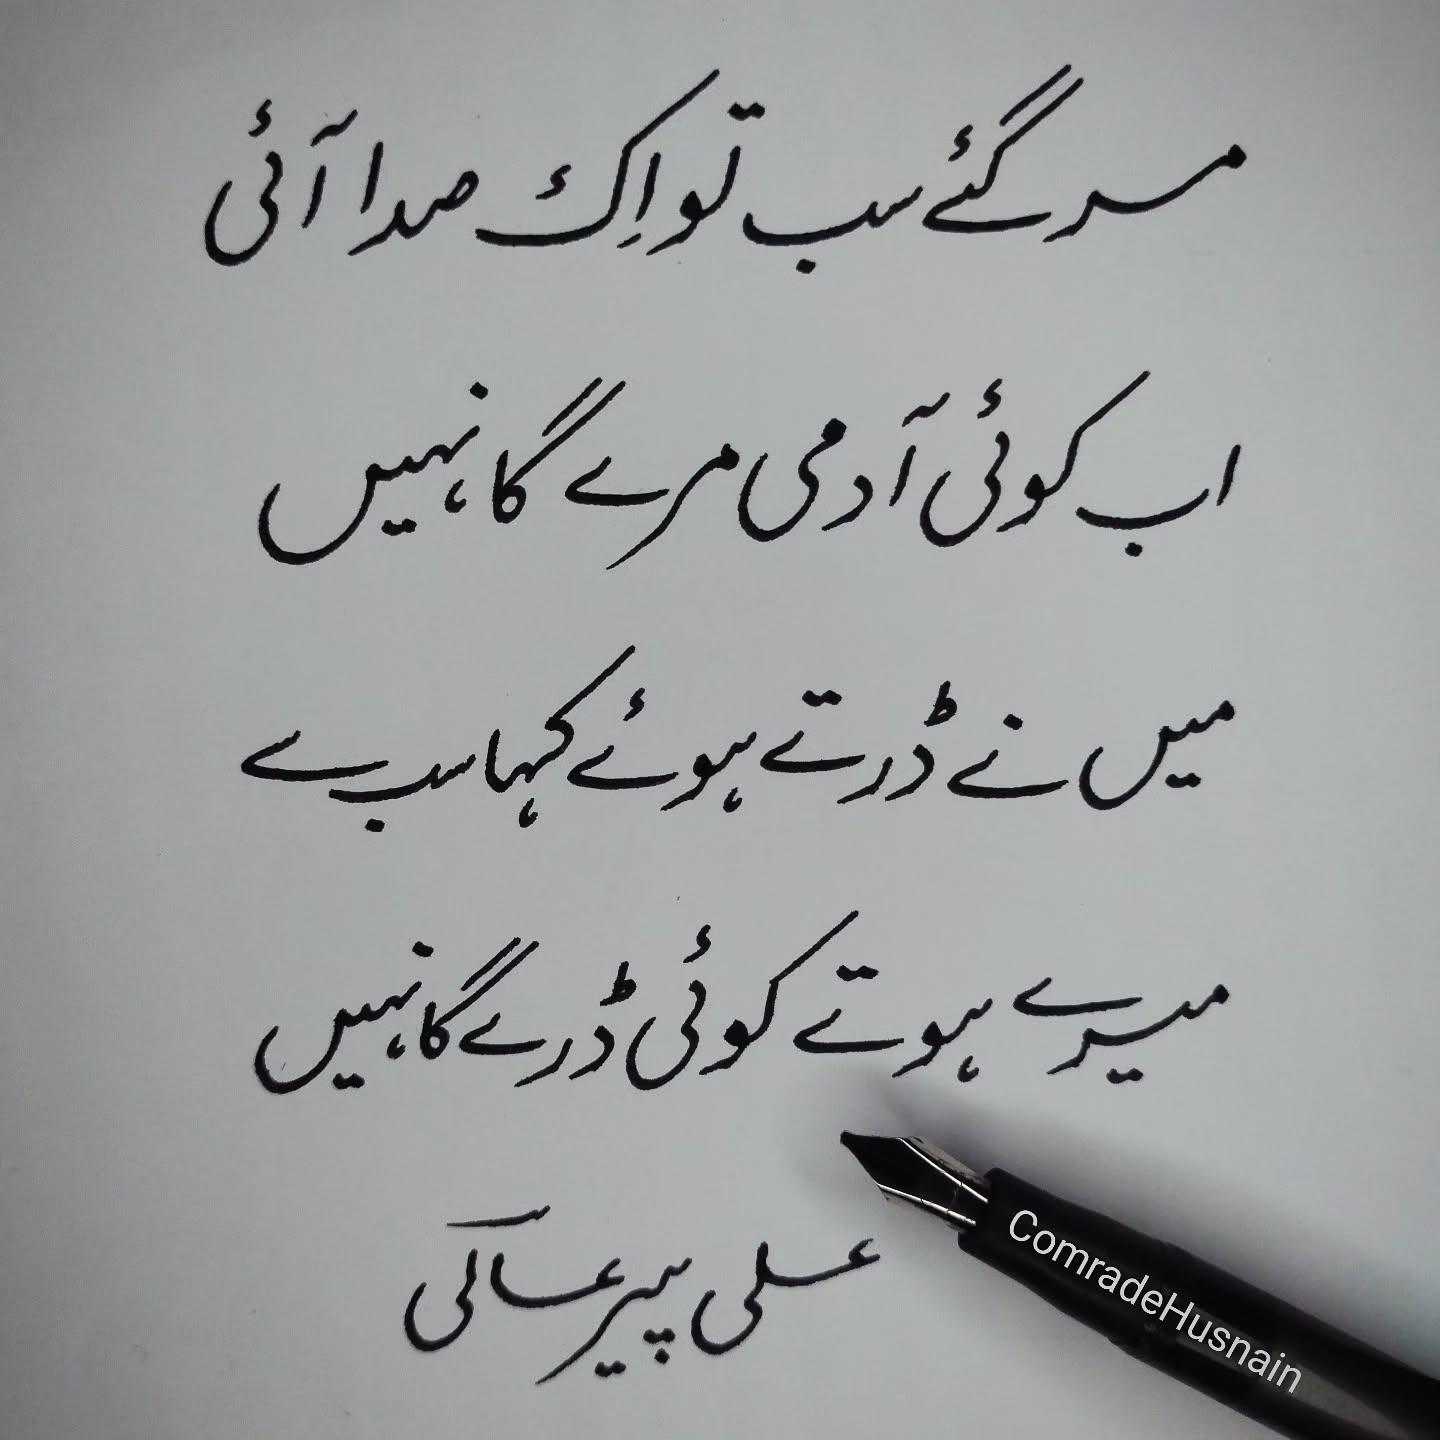 مر گئے سب تو اِک صدا آئی
اب کوئی آدمی مرے گا نہیں
میں نے ڈرتے ہوئے کہا سب سے
میرے ہوتے کوئی ڈرے گا نہیں
علی پیر عالی
ComradeHusnain